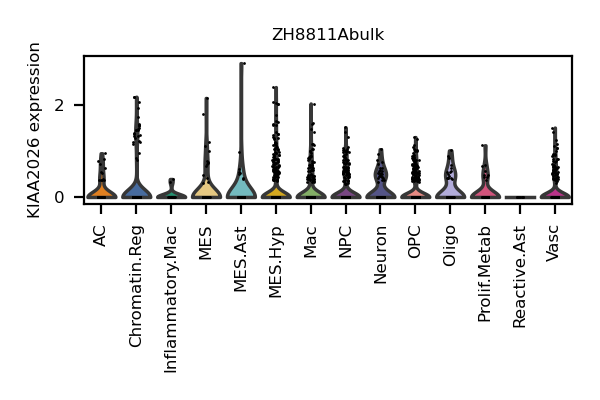 ZH8811Abulk
KIAA2026 expression
2
0
AC
Chromatin.Reg
Inflammatory.Mac
MES
MES.Ast
MES.Hyp
Mac
NPC
Neuron
OPC
Oligo
Prolif.Metab
Reactive.Ast
Vasc